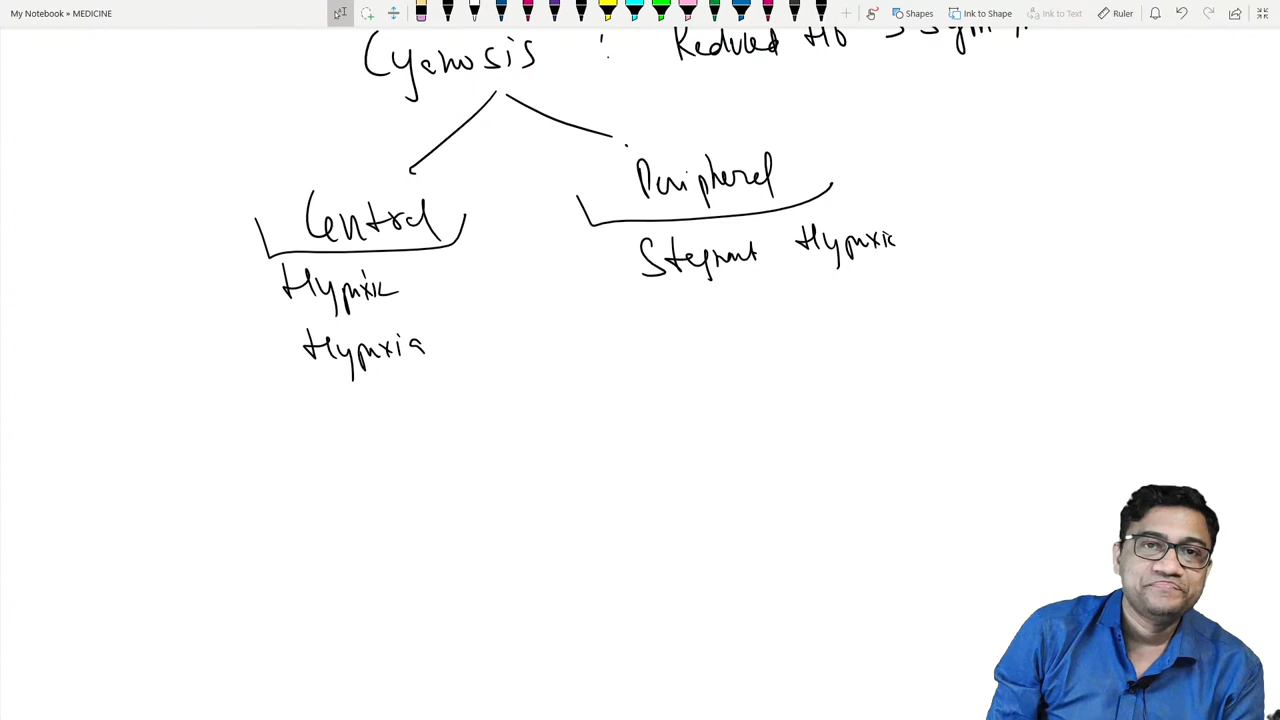 My Notebook » MEDICINE
Shapes
Ink to Shape
Ink to Text
Ruler
Cyanosis : Reduced Hb
Central
Peripheral
Hypoxic
Hypoxia
Stagnant Hypoxic